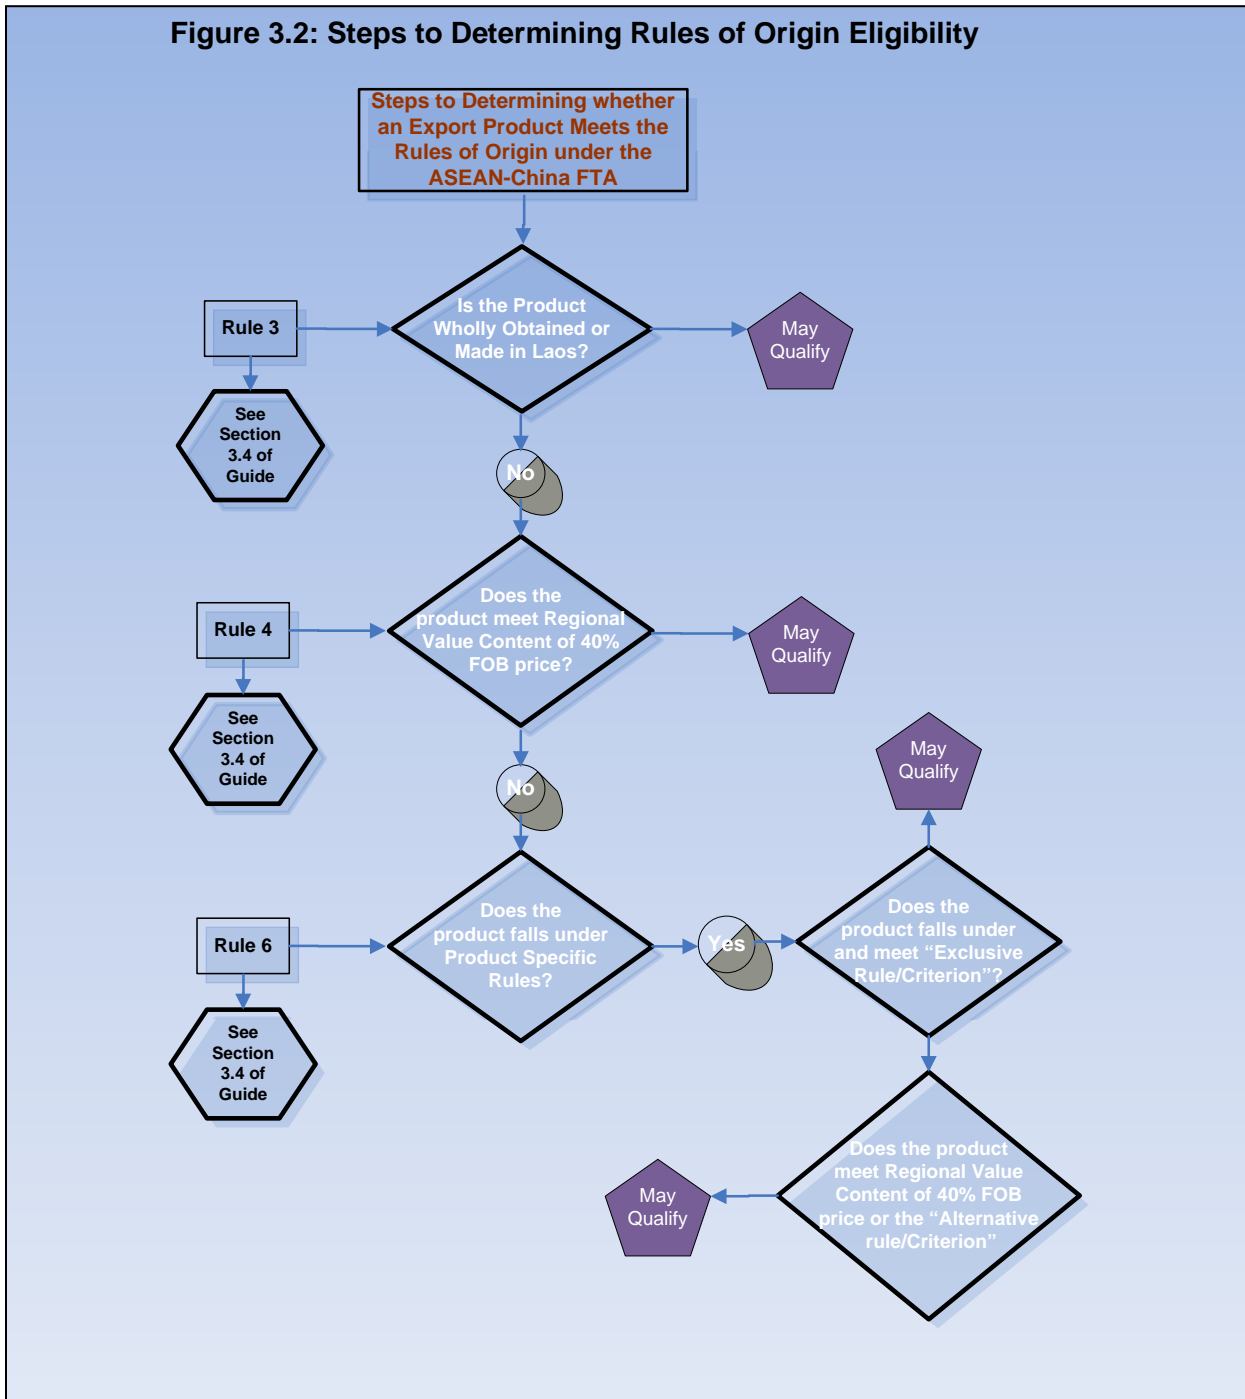 Figure 3.2: Steps to Determining Rules of Origin Eligibility
Steps to Determining whether
an Export Product Meets the
Rules of Origin under the
ASEAN-China FTA
Rule 3
Is the Product
Wholly Obtained or
Made in Laos?
May
Qualify
See
Section
3.4 of
Guide
No
Rule 4
Does the
product meet Regional
Value Content of 40%
FOB price?
May
Qualify
See
Section
3.4 of
Guide
No
Rule 6
Does the
product falls under
Product Specific
Rules?
Yes
Does the
product falls under
and meet “Exclusive
Rule/Criterion”?
May
Qualify
See
Section
3.4 of
Guide
Does the product
meet Regional Value
Content of 40% FOB
price or the “Alternative
rule/Criterion”
May
Qualify